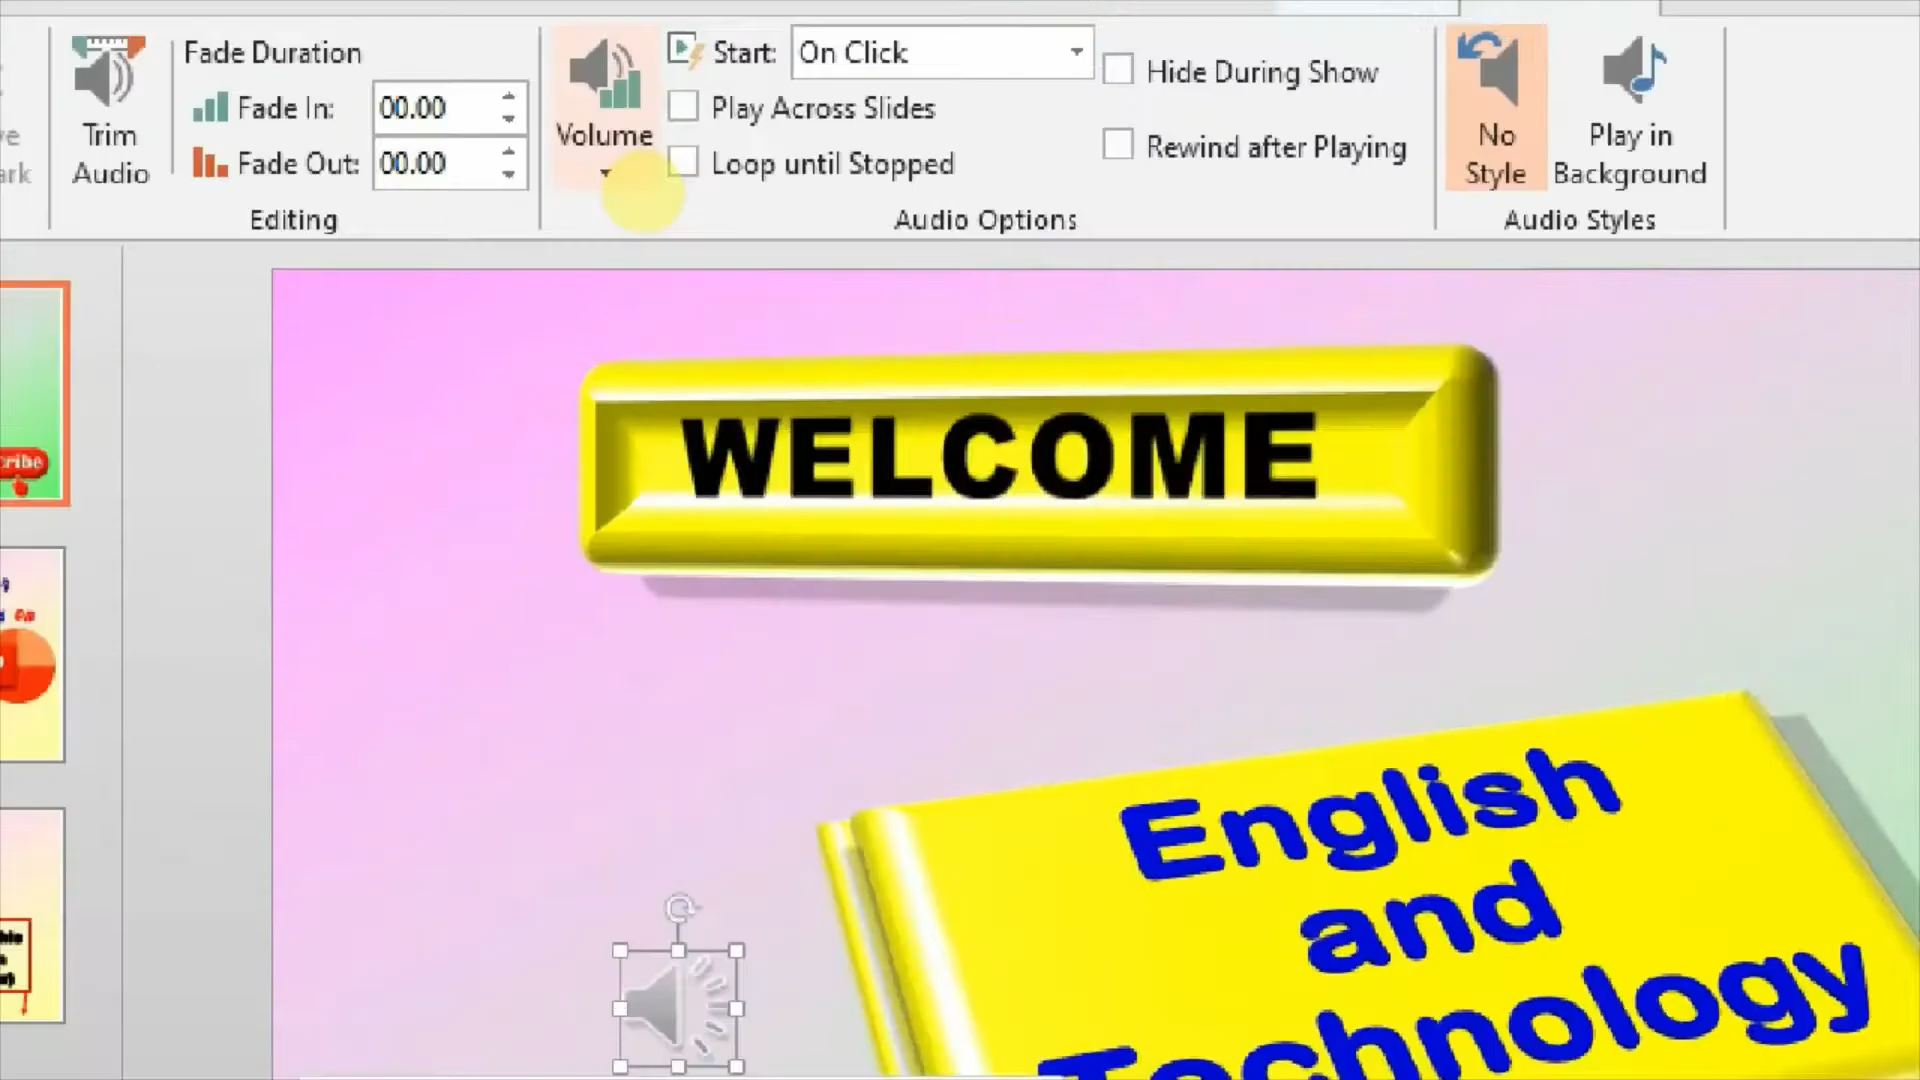 Trim
Audio
Fade Duration
Fade In: 00.00
Fade Out: 00.00
Editing
Volume
Start: On Click
Play Across Slides
Loop until Stopped
Hide During Show
Rewind after Playing
Audio Options
No
Style
Play in
Background
Audio Styles
WELCOME
English
and
Technology